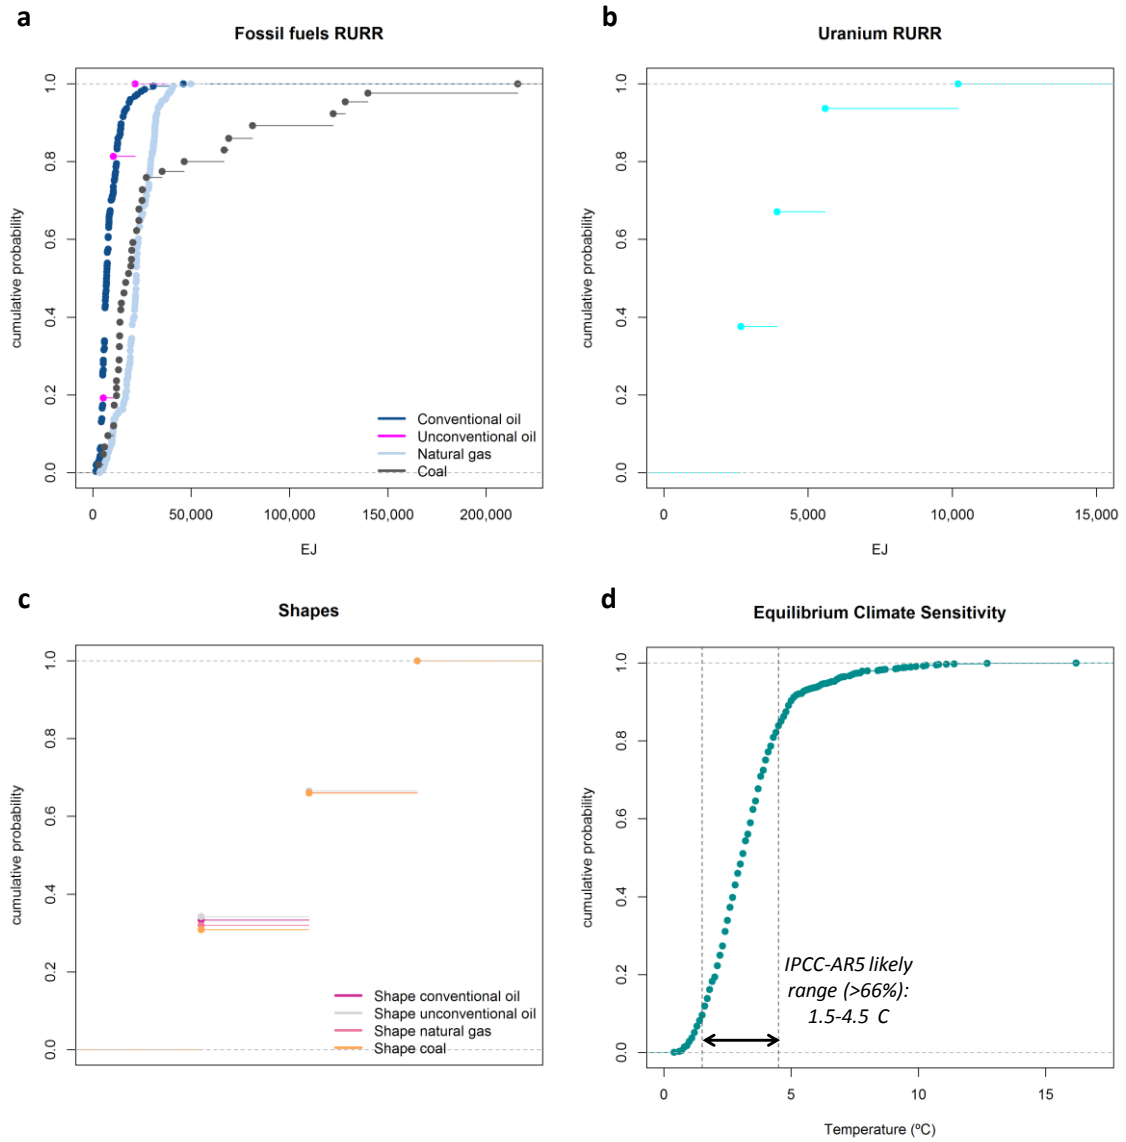 a
Fossil fuels RURR
cumulative probability
0.0
0.2
0.4
0.6
0.8
1.0
Conventional oil
Unconventional oil
Natural gas
Coal
0
50,000
100,000
150,000
200,000
EJ
b
Uranium RURR
cumulative probability
0.0
0.2
0.4
0.6
0.8
1.0
0
5,000
10,000
15,000
EJ
c
Shapes
cumulative probability
0.0
0.2
0.4
0.6
0.8
1.0
Shape conventional oil
Shape unconventional oil
Shape natural gas
Shape coal
d
Equilibrium Climate Sensitivity
cumulative probability
0.0
0.2
0.4
0.6
0.8
1.0
IPCC-AR5 likely
range (>66%):
1.5-4.5 C
0
5
10
15
Temperature (ºC)